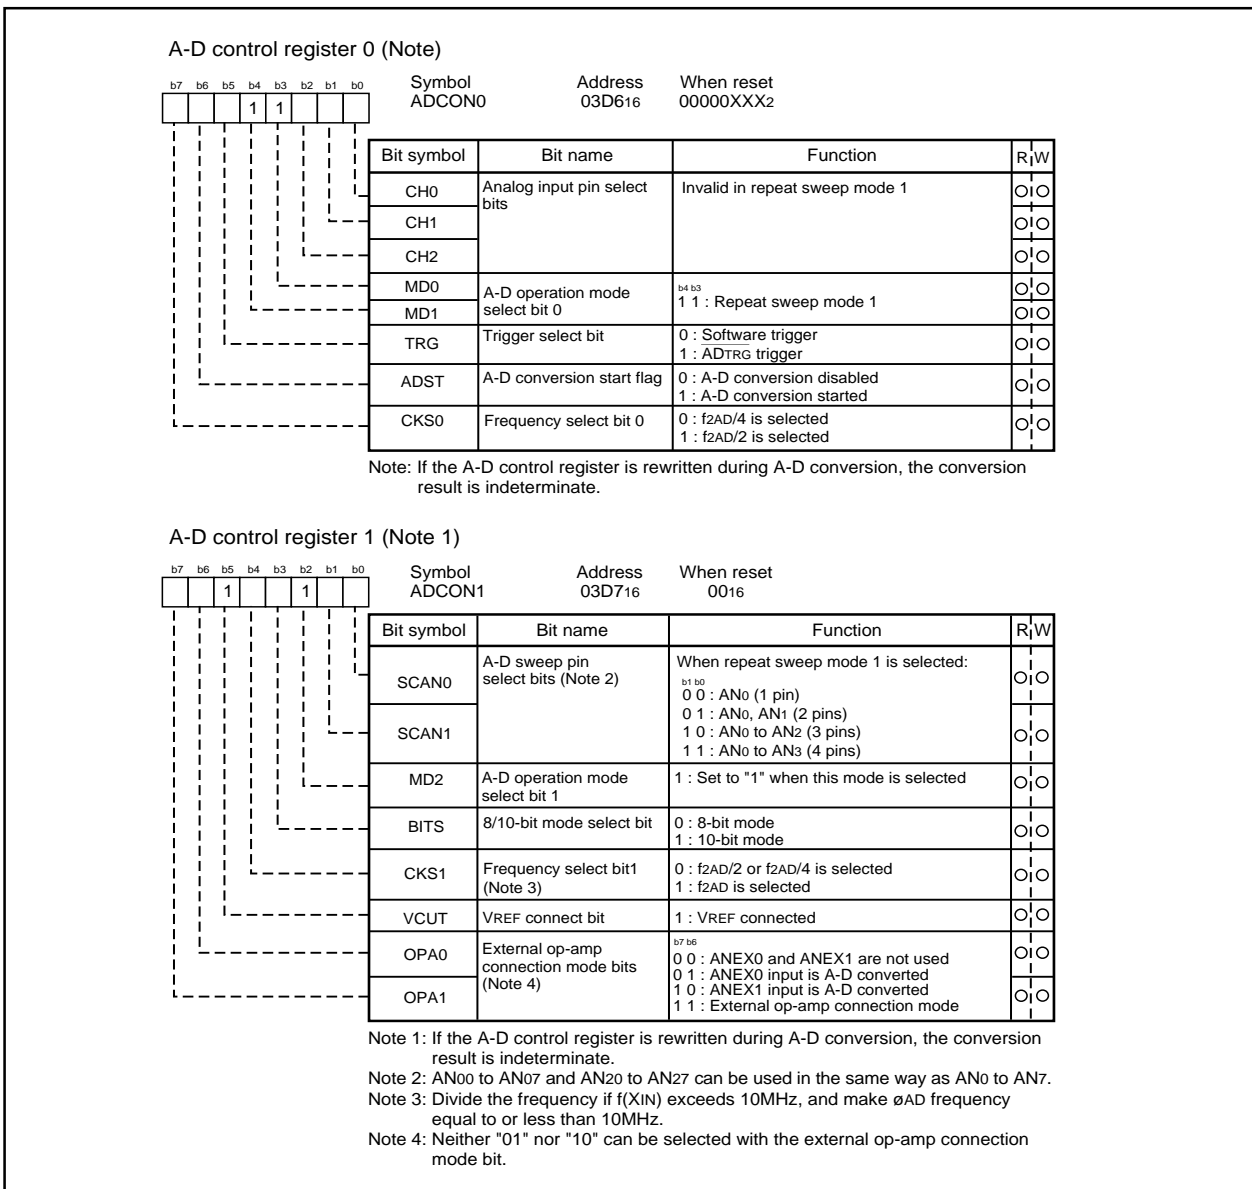 A-D control register 0 (Note)
b7 b6 b5 b4 b3 b2 b1 b0
1 1
Symbol Address When reset
ADCON0 03D616 00000XXX2
Bit symbol Bit name Function R W
CH0 Analog input pin select bits Invalid in repeat sweep mode 1
CH1
CH2
MD0 A-D operation mode select bit 0 b4 b3
MD1 1 1 : Repeat sweep mode 1
TRG Trigger select bit 0 : Software trigger
1 : ADTRG trigger
ADST A-D conversion start flag 0 : A-D conversion disabled
1 : A-D conversion started
CKS0 Frequency select bit 0 0 : f2AD/4 is selected
1 : f2AD/2 is selected
Note: If the A-D control register is rewritten during A-D conversion, the conversion
result is indeterminate.
A-D control register 1 (Note 1)
b7 b6 b5 b4 b3 b2 b1 b0
1 1
Symbol Address When reset
ADCON1 03D716 0016
Bit symbol Bit name Function R W
SCAN0 A-D sweep pin select bits (Note 2) When repeat sweep mode 1 is selected:
b1 b0
0 0 : AN0 (1 pin)
0 1 : AN0, AN1 (2 pins)
SCAN1 1 0 : AN0 to AN2 (3 pins)
1 1 : AN0 to AN3 (4 pins)
MD2 A-D operation mode select bit 1 1 : Set to "1" when this mode is selected
BITS 8/10-bit mode select bit 0 : 8-bit mode
1 : 10-bit mode
CKS1 Frequency select bit1 (Note 3) 0 : f2AD/2 or f2AD/4 is selected
1 : f2AD is selected
VCUT VREF connect bit 1 : VREF connected
OPA0 External op-amp connection mode bits (Note 4) b7 b6
0 0 : ANEX0 and ANEX1 are not used
0 1 : ANEX0 input is A-D converted
OPA1 1 0 : ANEX1 input is A-D converted
1 1 : External op-amp connection mode
Note 1: If the A-D control register is rewritten during A-D conversion, the conversion
result is indeterminate.
Note 2: AN00 to AN07 and AN20 to AN27 can be used in the same way as AN0 to AN7.
Note 3: Divide the frequency if f(XIN) exceeds 10MHz, and make øAD frequency
equal to or less than 10MHz.
Note 4: Neither "01" nor "10" can be selected with the external op-amp connection
mode bit.